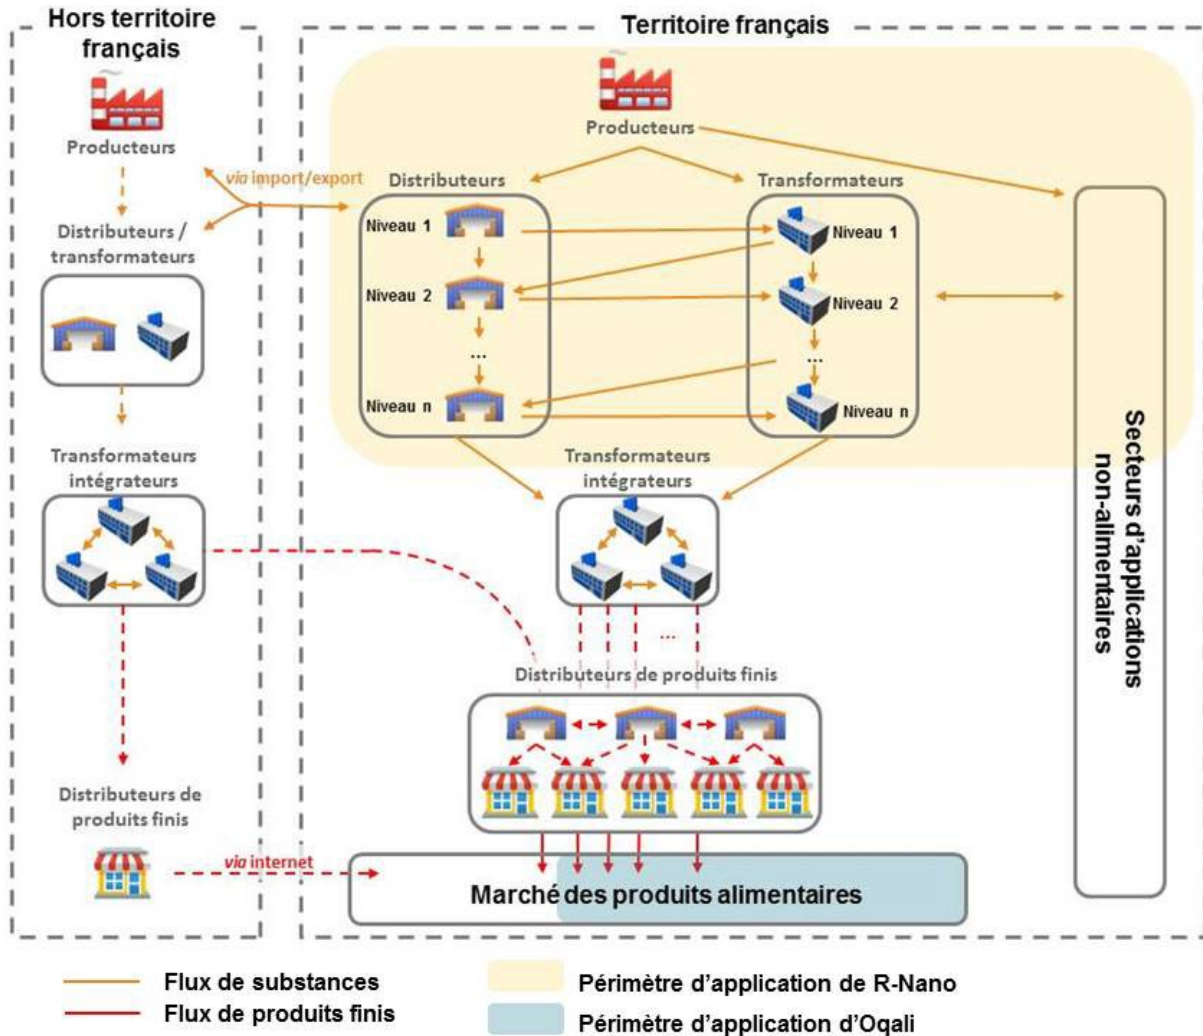 Hors territoire
français
Territoire français
Producteurs
Producteurs
via import/export
Distributeurs
Transformateurs
Niveau 1
Niveau 1
Distributeurs /
transformateurs
Niveau 2
Niveau 2
...
...
Niveau n
Niveau n
Transformateurs
intégrateurs
Transformateurs
intégrateurs
Secteurs d'applications
non-alimentaires
...
Distributeurs de produits finis
Distributeurs de
produits finis
via internet
Marché des produits alimentaires
Flux de substances
Flux de produits finis
Périmètre d'application de R-Nano
Périmètre d'application d'Oqali